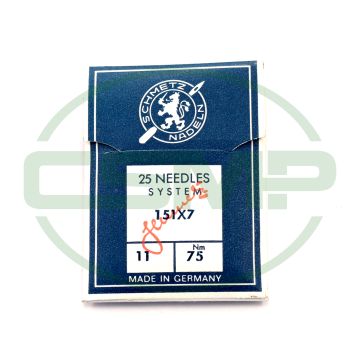 SCHMETZ
NADELN
25 NEEDLES
SYSTEM
151X7
11
Nm
75
MADE IN GERMANY